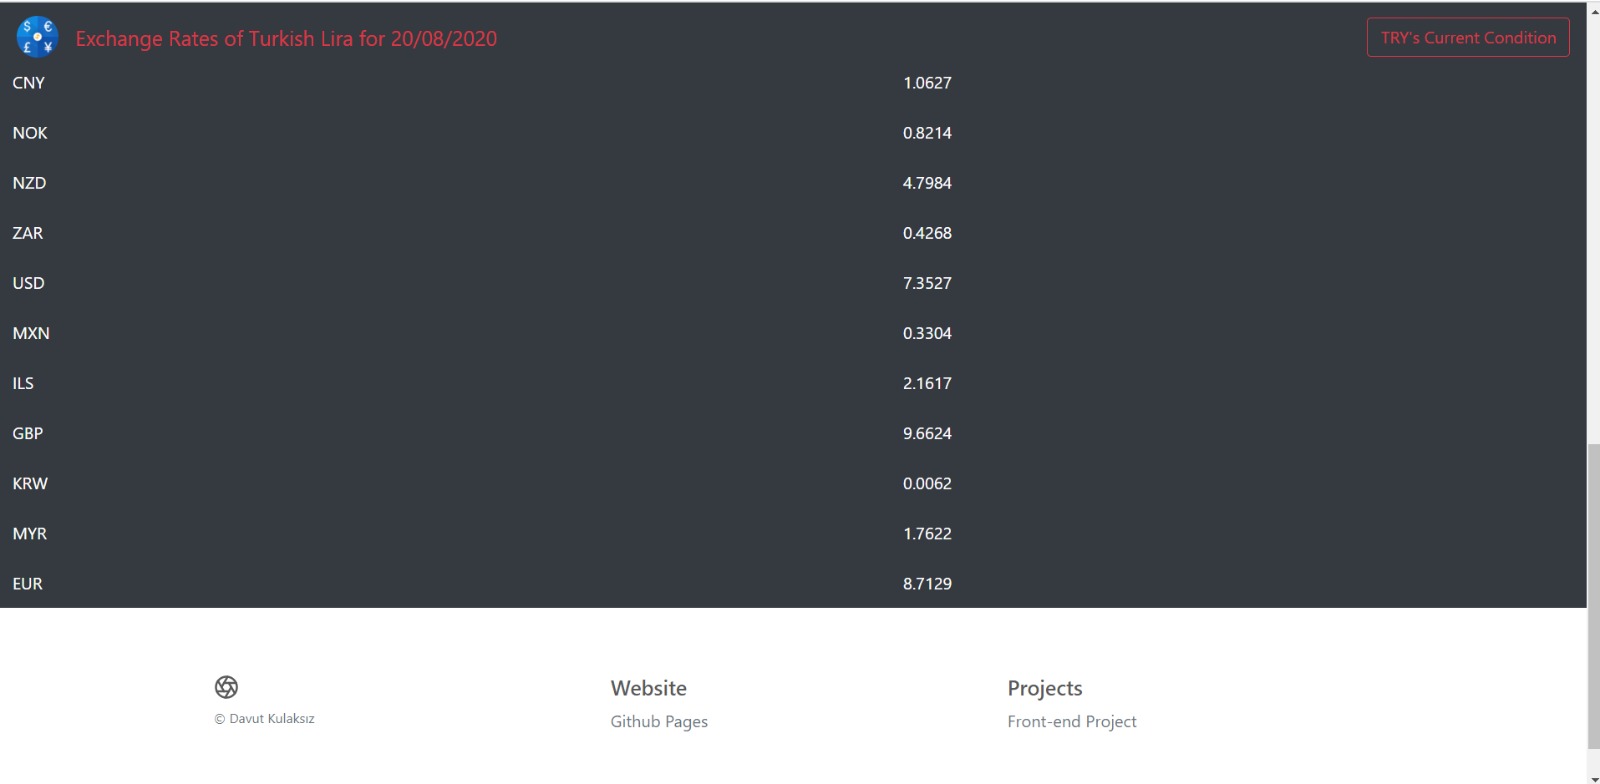 $ €
£ ¥
Exchange Rates of Turkish Lira for 20/08/2020
TRY's Current Condition
CNY 1.0627
NOK 0.8214
NZD 4.7984
ZAR 0.4268
USD 7.3527
MXN 0.3304
ILS 2.1617
GBP 9.6624
KRW 0.0062
MYR 1.7622
EUR 8.7129
Website
Projects
© Davut Kulaksız
Github Pages
Front-end Project